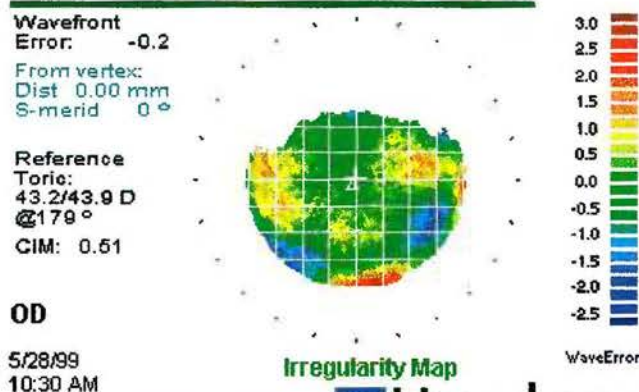 Wavefront
Error: -0.2
From vertex:
Dist 0.00 mm
S-merid 0 º
Reference
Toric:
43.2/43.9 D
@179 º
CIM: 0.51
OD
5/28/99
10:30 AM
Irregularity Map
3.0
2.5
2.0
1.5
1.0
0.5
0.0
-0.5
-1.0
-1.5
-2.0
-2.5
WaveError